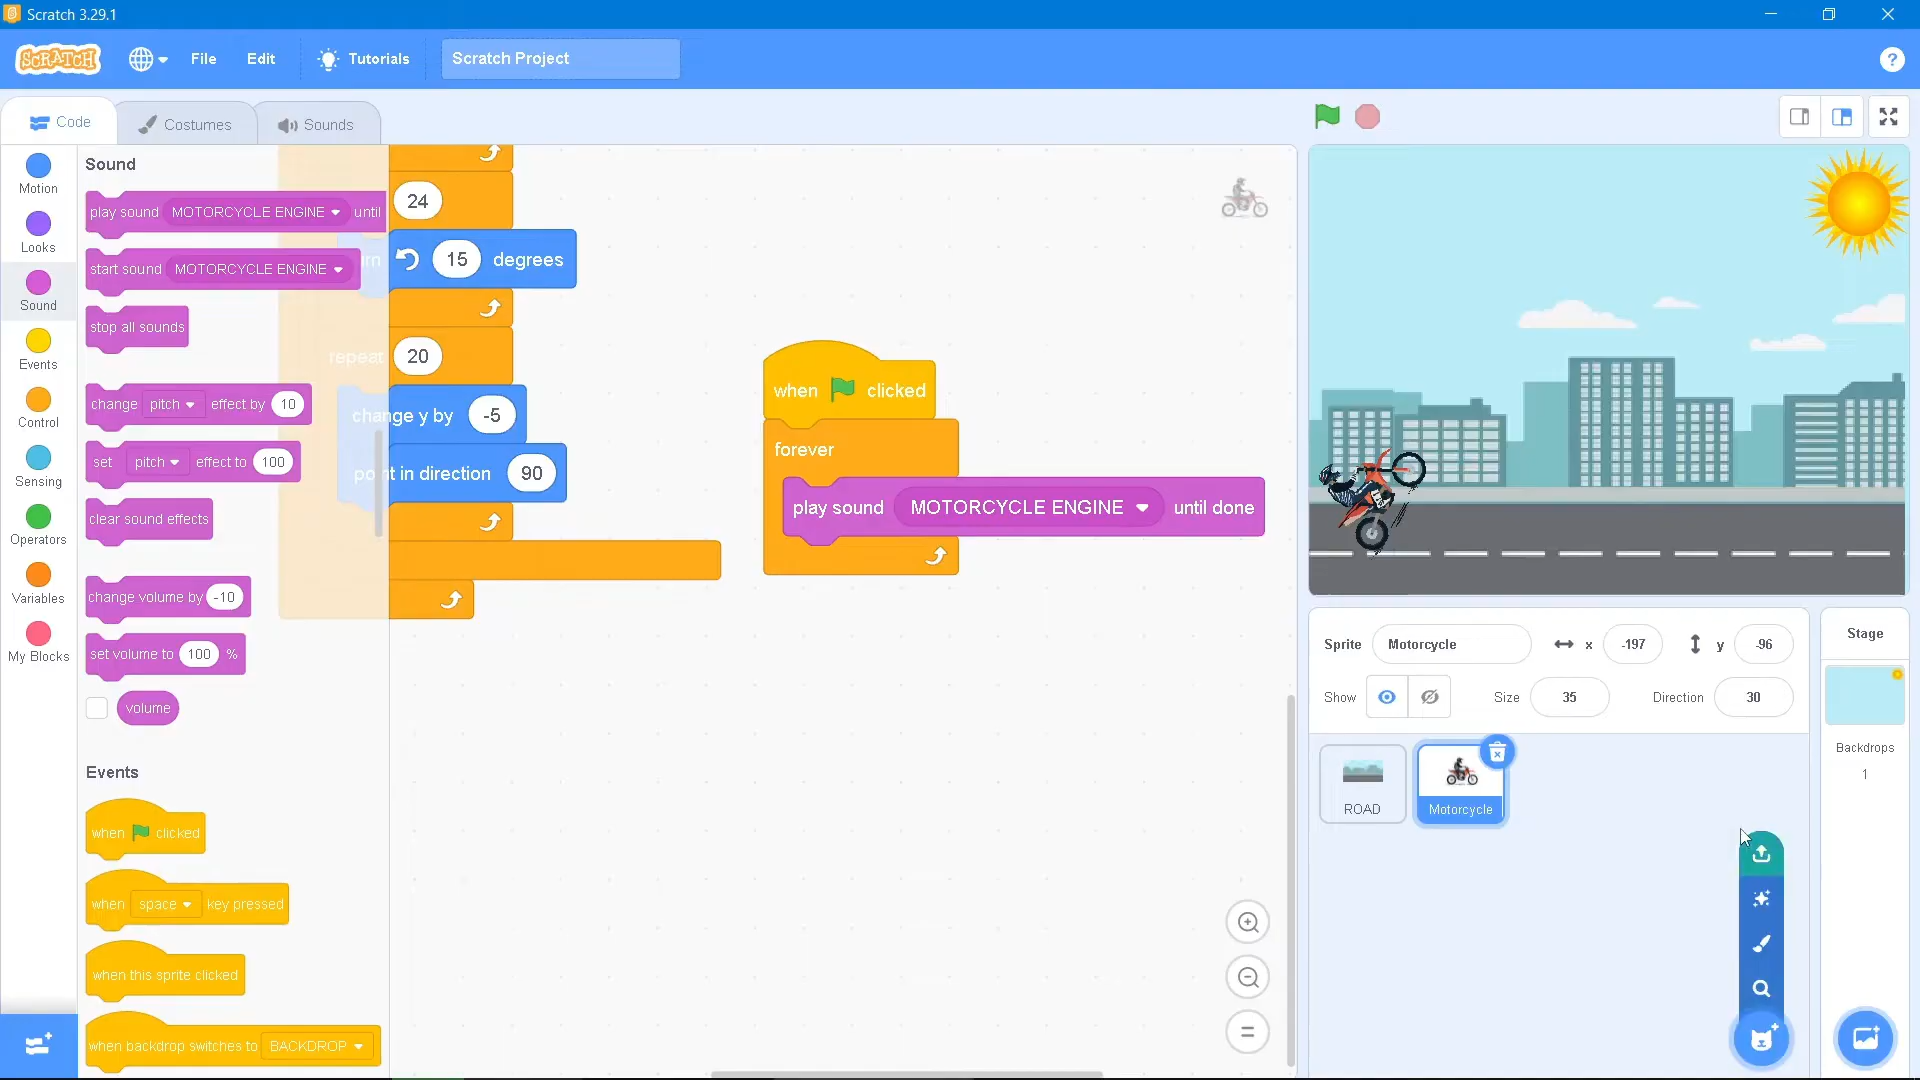 Scratch 3.29.1
SCRATCH
File
Edit
Tutorials
Scratch Project
?
Code
Costumes
Sounds
Motion
Looks
Sound
Events
Control
Sensing
Operators
Variables
My Blocks
Sound
play sound MOTORCYCLE ENGINE until
start sound MOTORCYCLE ENGINE
stop all sounds
change pitch effect by 10
set pitch effect to 100
clear sound effects
change volume by -10
set volume to 100 %
volume
Events
when clicked
when space key pressed
when this sprite clicked
when backdrop switches to BACKDROP
24
15 degrees
repeat 20
change y by -5
point in direction 90
when clicked
forever
play sound MOTORCYCLE ENGINE until done
Sprite Motorcycle x -197 y -96
Show Size 35 Direction 30
ROAD
Motorcycle
Stage
Backdrops
1